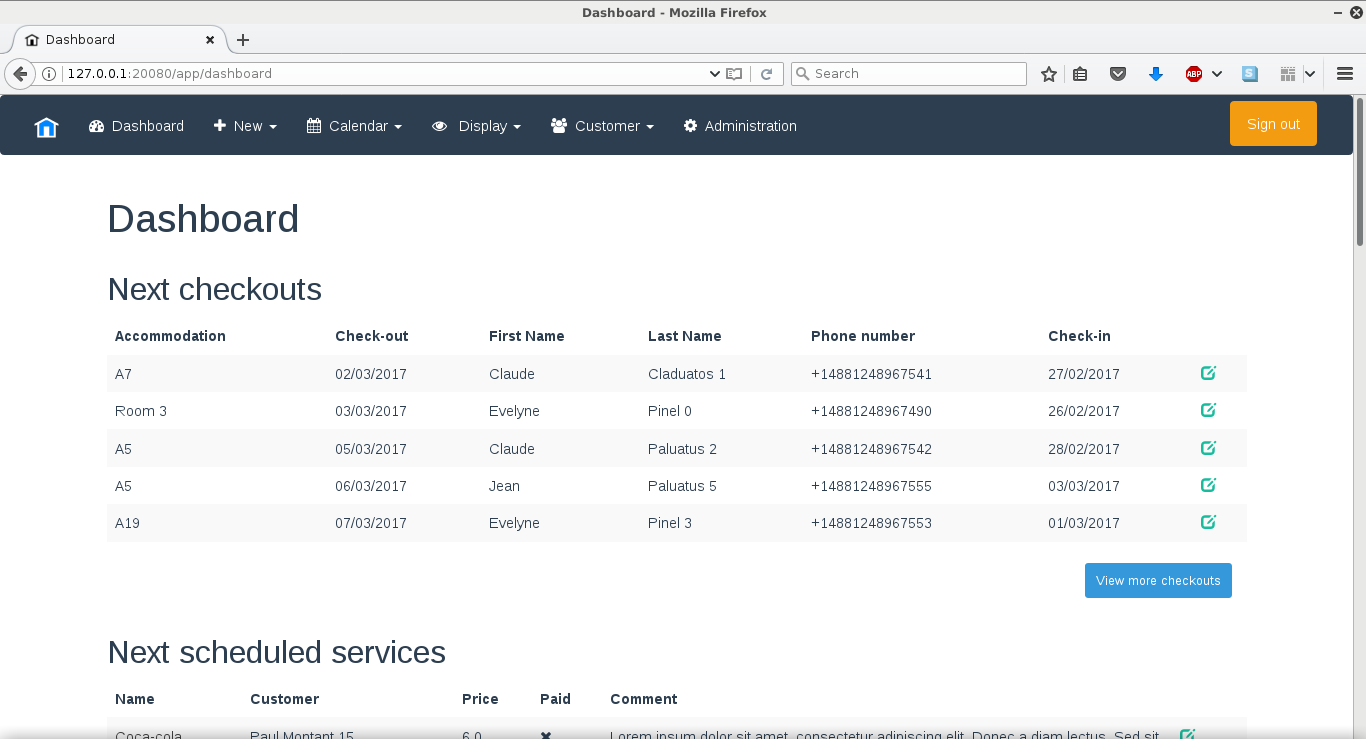 Dashboard - Mozilla Firefox
Dashboard
127.0.0.1:20080/app/dashboard
Search
ABP
S
Dashboard New Calendar Display Customer Administration Sign out
Dashboard
Next checkouts
Accommodation Check-out First Name Last Name Phone number Check-in
A7 02/03/2017 Claude Claduatos 1 +14881248967541 27/02/2017
Room 3 03/03/2017 Evelyne Pinel 0 +14881248967490 26/02/2017
A5 05/03/2017 Claude Paluatus 2 +14881248967542 28/02/2017
A5 06/03/2017 Jean Paluatus 5 +14881248967555 03/03/2017
A19 07/03/2017 Evelyne Pinel 3 +14881248967553 01/03/2017
View more checkouts
Next scheduled services
Name Customer Price Paid Comment
Coca-cola Paul Montant 15 6.0 Lorem ipsum dolor sit amet, consectetur adipiscing elit. Donec a diam lectus. Sed sit